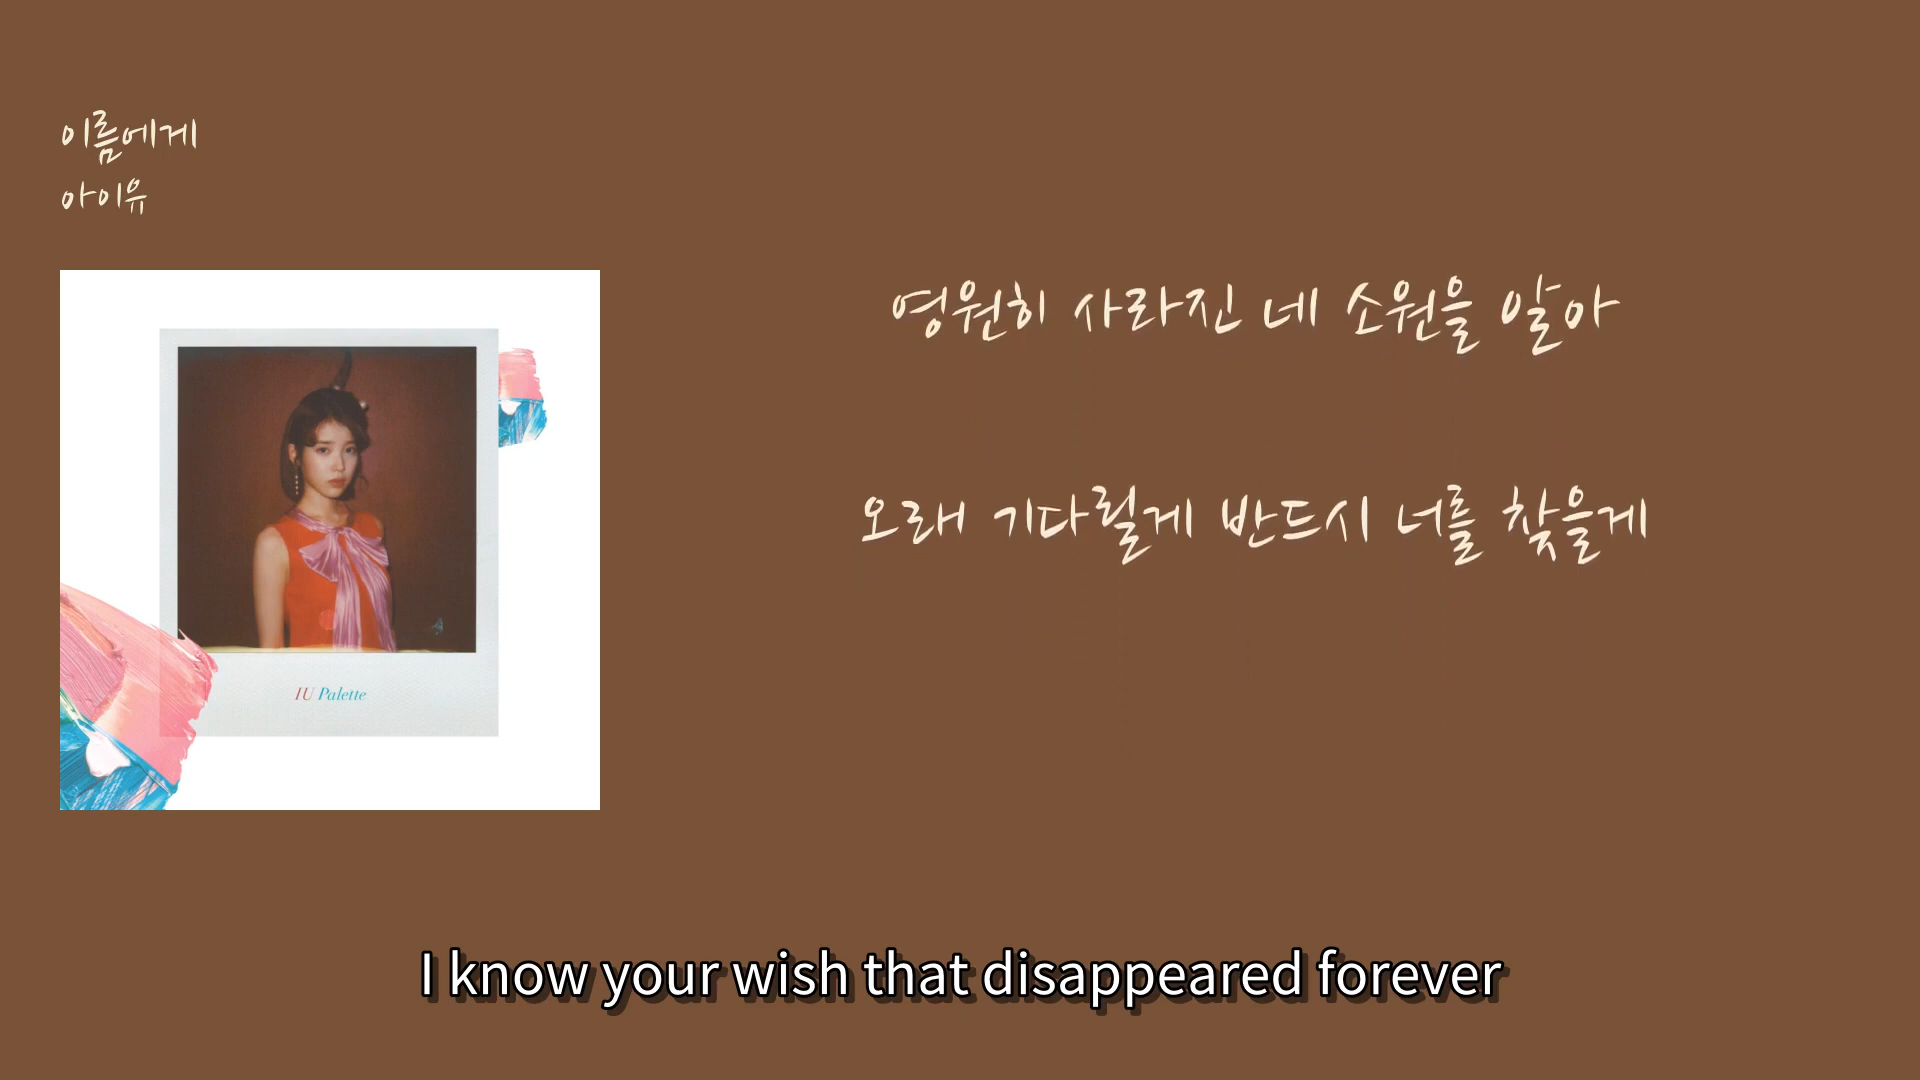 이름에게
아이유
영원히 사라진 네 소원을 알아
오래 기다릴게 반드시 너를 찾을게
IU Palette
I know your wish that disappeared forever